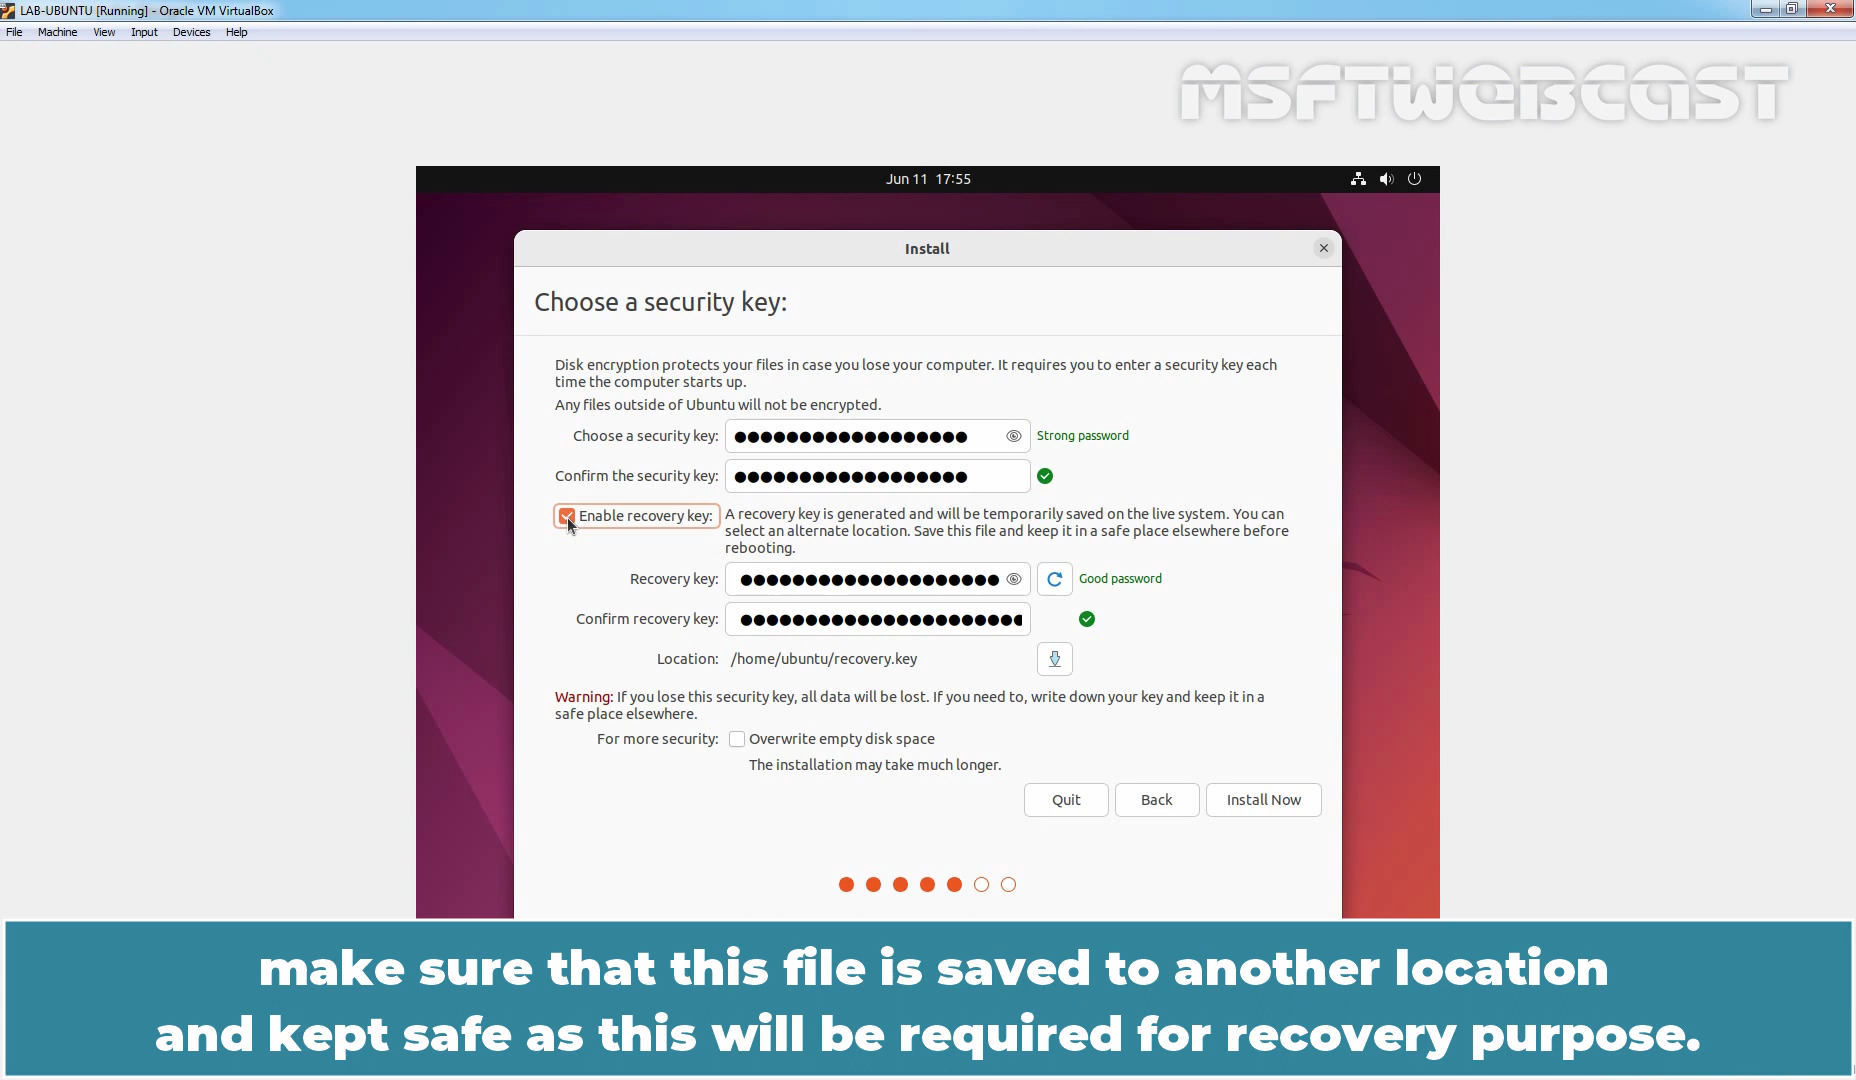 LAB-UBUNTU [Running] - Oracle VM VirtualBox
File Machine View Input Devices Help
MSFTWEBCAST
Jun 11 17:55
Install
Choose a security key:
Disk encryption protects your files in case you lose your computer. It requires you to enter a security key each
time the computer starts up.
Any files outside of Ubuntu will not be encrypted.
Choose a security key: Strong password
Confirm the security key:
Enable recovery key: A recovery key is generated and will be temporarily saved on the live system. You can
select an alternate location. Save this file and keep it in a safe place elsewhere before
rebooting.
Recovery key: Good password
Confirm recovery key:
Location: /home/ubuntu/recovery.key
Warning: If you lose this security key, all data will be lost. If you need to, write down your key and keep it in a
safe place elsewhere.
For more security: Overwrite empty disk space
The installation may take much longer.
Quit Back Install Now
make sure that this file is saved to another location
and kept safe as this will be required for recovery purpose.